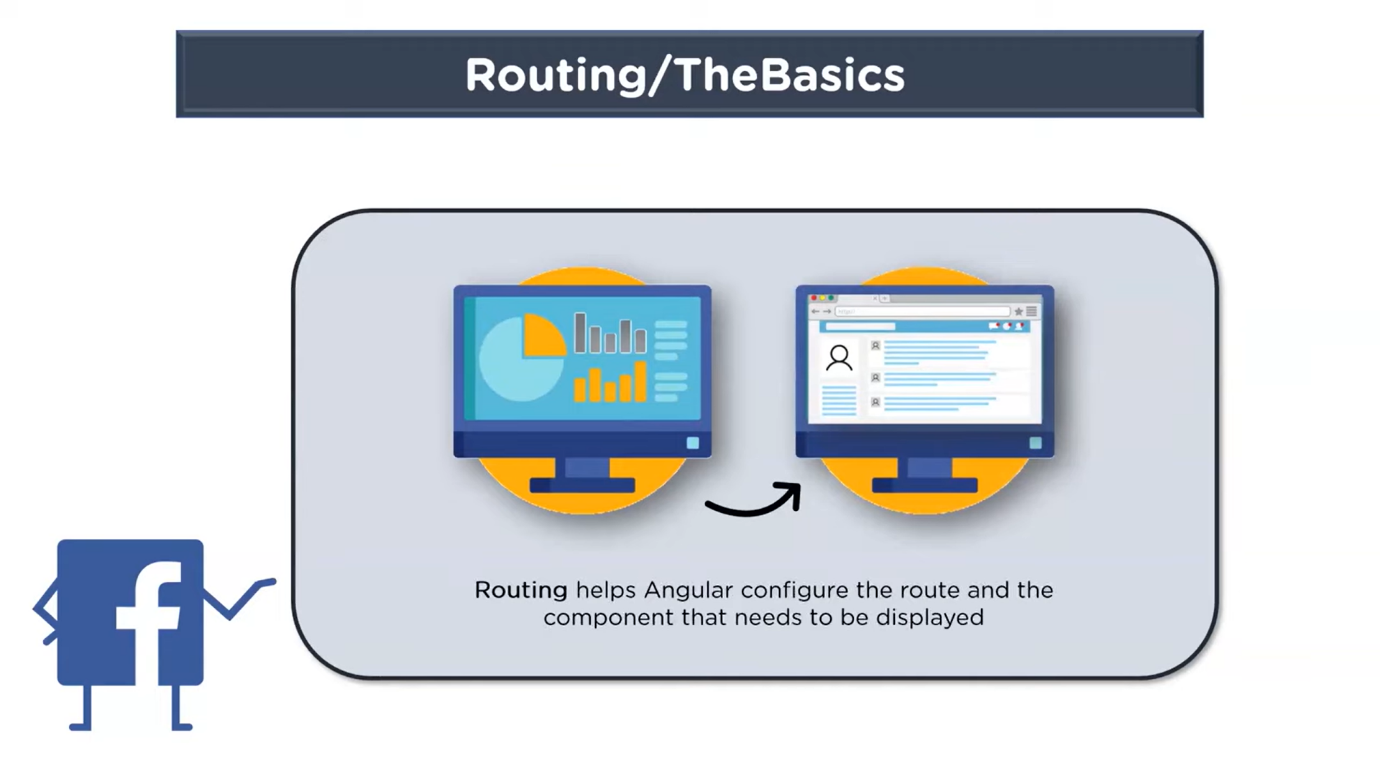 Routing/TheBasics
Routing helps Angular configure the route and the
component that needs to be displayed
f